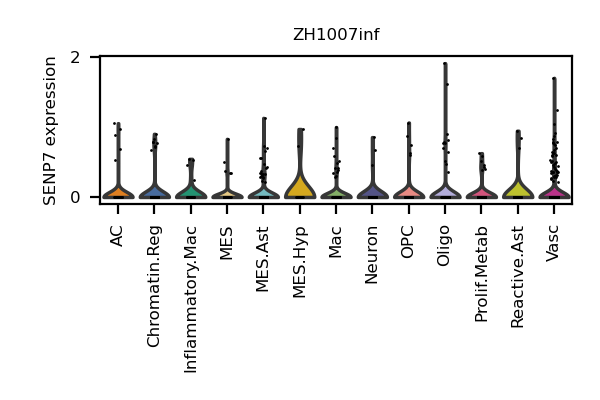 ZH1007inf
SENP7 expression
2
0
AC
Chromatin.Reg
Inflammatory.Mac
MES
MES.Ast
MES.Hyp
Mac
Neuron
OPC
Oligo
Prolif.Metab
Reactive.Ast
Vasc